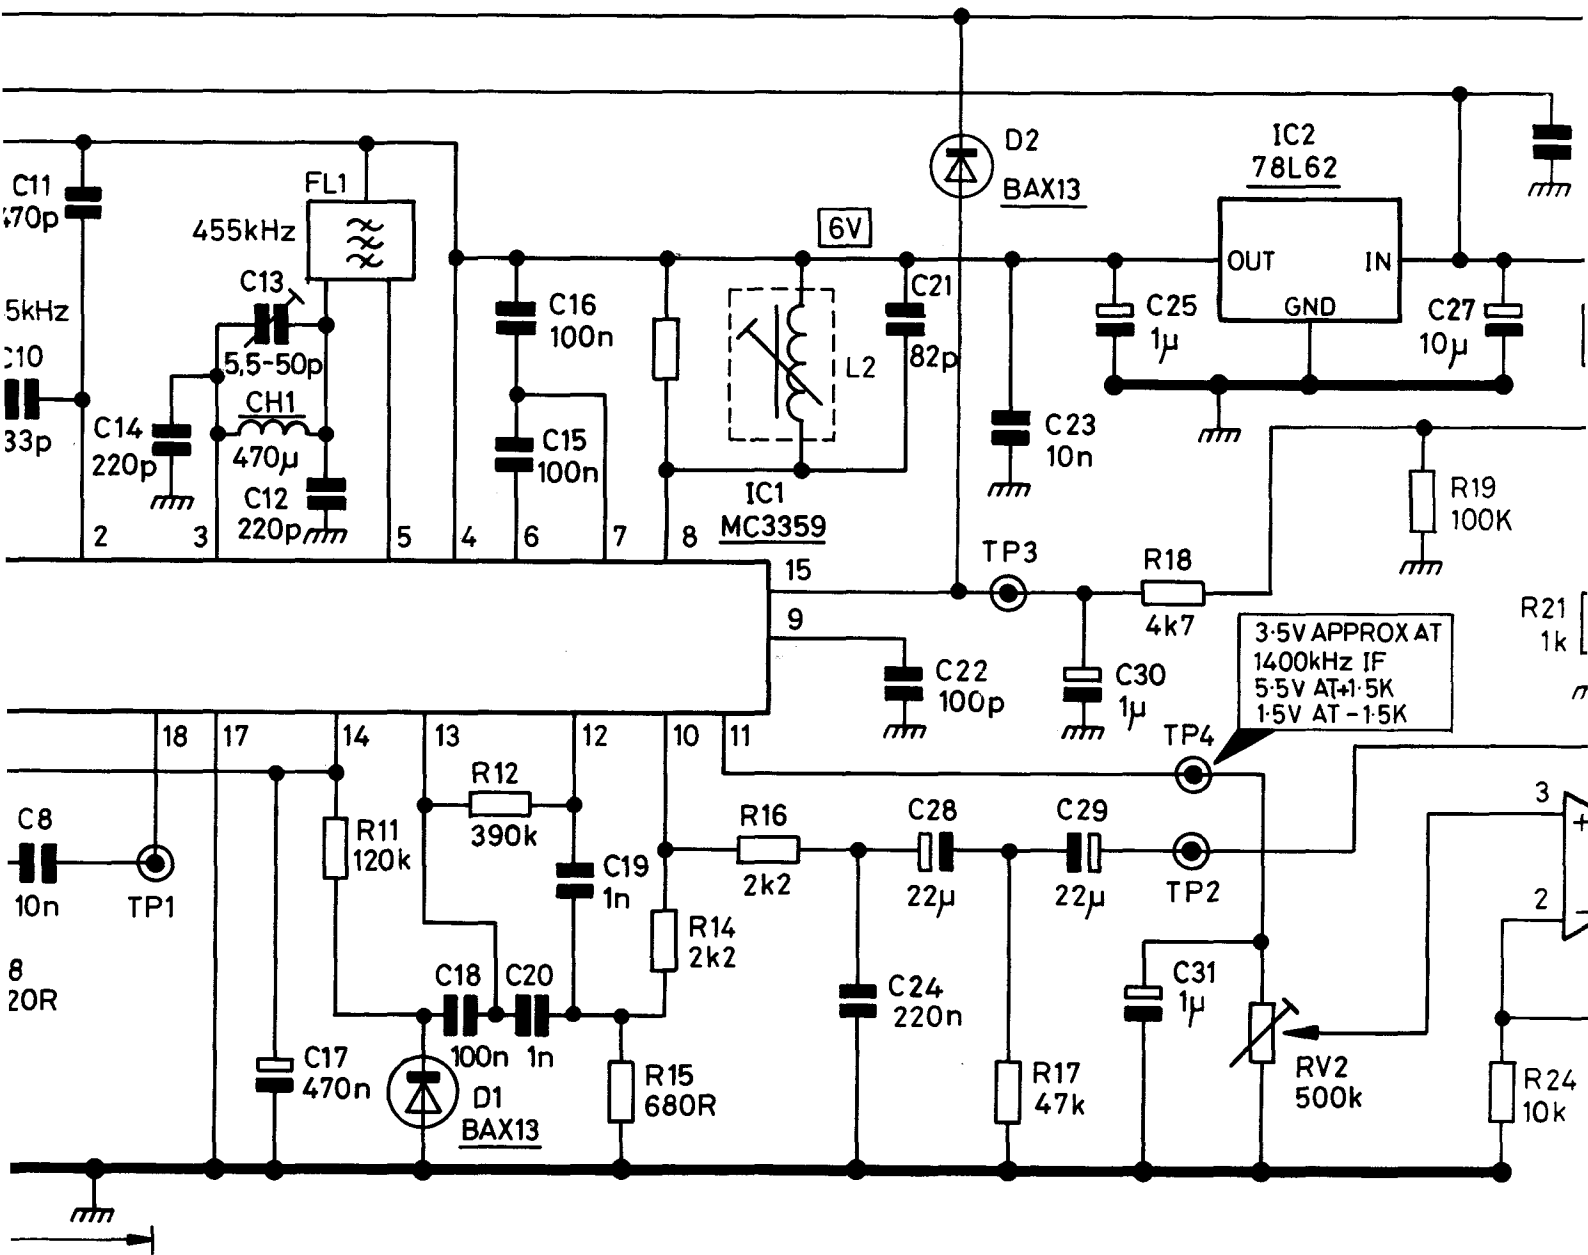 D2
BAX13
IC2
78L62
C11
470p
FL1
455kHz
6V
OUT
IN
GND
C13
5,5-50p
5kHz
C10
33p
C16
100n
C21
82p
L2
C25
1μ
C27
10μ
CH1
470μ
C14
220p
C12
220p
C15
100n
C23
10n
IC1
MC3359
R19
100K
2
3
5
4
6
7
8
TP3
R18
4k7
15
9
C22
100p
C30
1μ
3·5V APPROX AT
1400kHz IF
5·5V AT+1·5K
1·5V AT-1·5K
R21
1k
18
17
14
13
12
10
11
TP4
R12
390k
R11
120k
C8
10n
TP1
C19
1n
R16
2k2
C28
22μ
C29
22μ
TP2
3
+
2
-
R14
2k2
8
20R
C18
100n
C20
1n
C24
220n
C31
1μ
C17
470n
D1
BAX13
R15
680R
R17
47k
RV2
500k
R24
10k